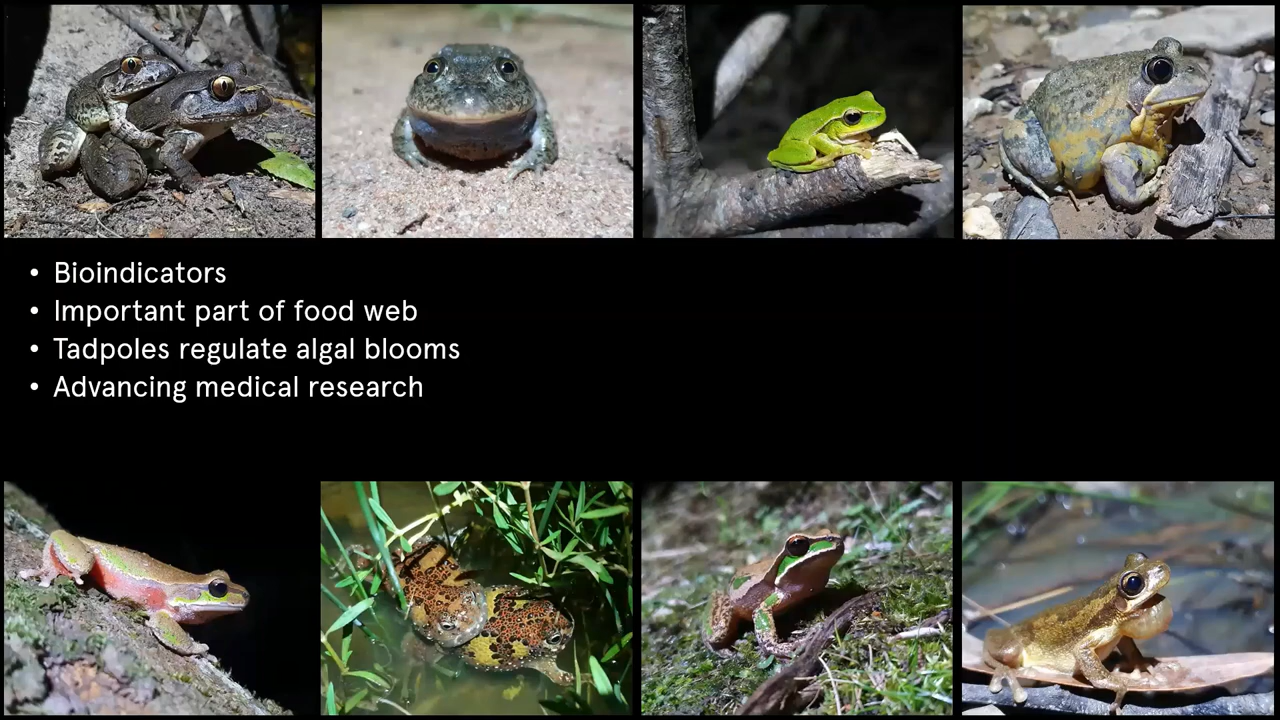 • Bioindicators
• Important part of food web
• Tadpoles regulate algal blooms
• Advancing medical research